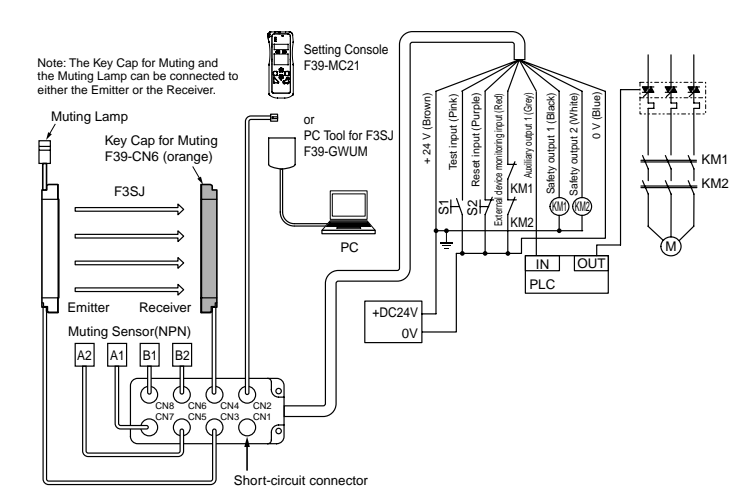 Note: The Key Cap for Muting and
the Muting Lamp can be connected to
either the Emitter or the Receiver.
Setting Console
F39-MC21
or
PC Tool for F3SJ
F39-GWUM
PC
Muting Lamp
Key Cap for Muting
F39-CN6 (orange)
F3SJ
Emitter
Receiver
Muting Sensor(NPN)
A2
A1
B1
B2
CN8
CN6
CN4
CN2
CN7
CN5
CN3
CN1
Short-circuit connector
+ 24 V (Brown)
Test input (Pink)
Reset input (Purple)
External device monitoring input (Red)
Auxiliary output 1 (Grey)
Safety output 1 (Black)
Safety output 2 (White)
0 V (Blue)
S1
S2
KM1
KM2
KM1
KM2
IN
OUT
PLC
+DC24V
0V
KM1
KM2
M